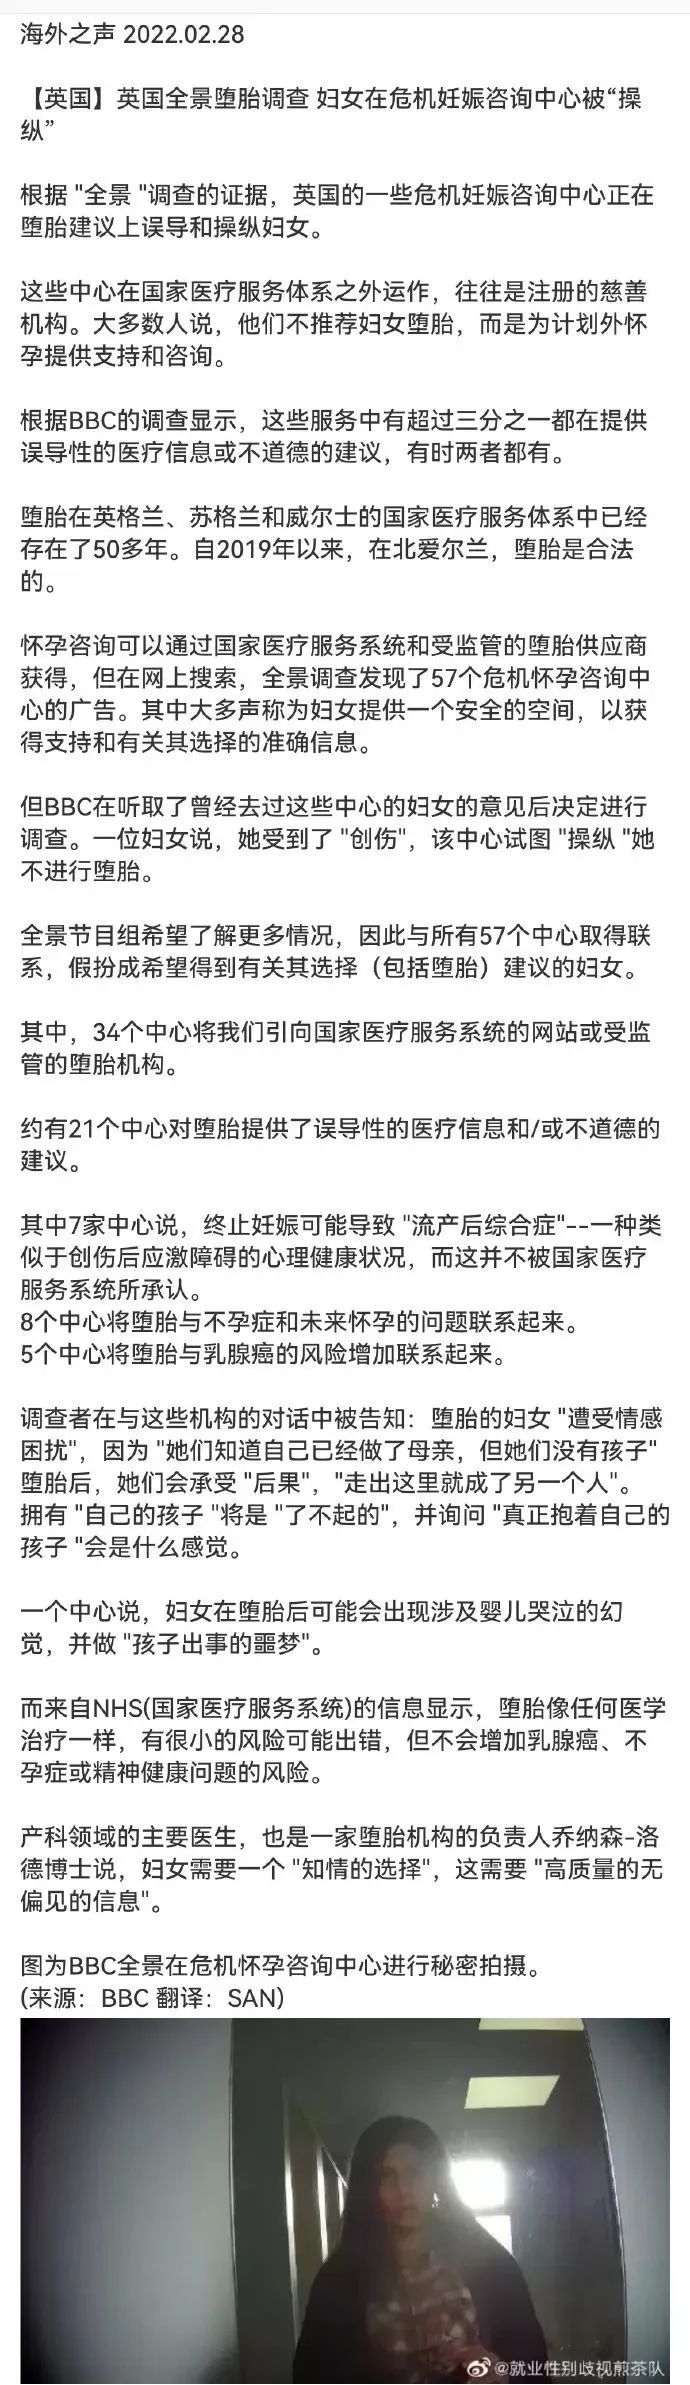 海外之声 2022.02.28
【英国】英国全景堕胎调查 妇女在危机妊娠咨询中心被“操
纵”
根据 "全景 "调查的证据，英国的一些危机妊娠咨询中心正在
堕胎建议上误导和操纵妇女。
这些中心在国家医疗服务体系之外运作，往往是注册的慈善
机构。大多数人说，他们不推荐妇女堕胎，而是为计划外怀
孕提供支持和咨询。
根据BBC的调查显示，这些服务中有超过三分之一都在提供
误导性的医疗信息或不道德的建议，有时两者都有。
堕胎在英格兰、苏格兰和威尔士的国家医疗服务体系中已经
存在了50多年。自2019年以来，在北爱尔兰，堕胎是合法
的。
怀孕咨询可以通过国家医疗服务系统和受监管的堕胎供应商
获得，但在网上搜索，全景调查发现了57个危机怀孕咨询中
心的广告。其中大多声称为妇女提供一个安全的空间，以获
得支持和有关其选择的准确信息。
但BBC在听取了曾经去过这些中心的妇女的意见后决定进行
调查。一位妇女说，她受到了 "创伤"，该中心试图 "操纵 "她
不进行堕胎。
全景节目组希望了解更多情况，因此与所有57个中心取得联
系，假扮成希望得到有关其选择（包括堕胎）建议的妇女。
其中，34个中心将我们引向国家医疗服务系统的网站或受监
管的堕胎机构。
约有21个中心对堕胎提供了误导性的医疗信息和/或不道德的
建议。
其中7家中心说，终止妊娠可能导致 "流产后综合症"--一种类
似于创伤后应激障碍的心理健康状况，而这并不被国家医疗
服务系统所承认。
8个中心将堕胎与不孕症和未来怀孕的问题联系起来。
5个中心将堕胎与乳腺癌的风险增加联系起来。
调查者在与这些机构的对话中被告知：堕胎的妇女 "遭受情感
困扰"，因为 "她们知道自己已经做了母亲，但她们没有孩子"
堕胎后，她们会承受 "后果"，"走出这里就成了另一个人"。
拥有 "自己的孩子 "将是 "了不起的"，并询问 "真正抱着自己的
孩子 "会是什么感觉。
一个中心说，妇女在堕胎后可能会出现涉及婴儿哭泣的幻
觉，并做 "孩子出事的噩梦"。
而来自NHS(国家医疗服务系统)的信息显示，堕胎像任何医学
治疗一样，有很小的风险可能出错，但不会增加乳腺癌、不
孕症或精神健康问题的风险。
产科领域的主要医生，也是一家堕胎机构的负责人乔纳森-洛
德博士说，妇女需要一个 "知情的选择"，这需要 "高质量的无
偏见的信息"。
图为BBC全景在危机怀孕咨询中心进行秘密拍摄。
(来源：BBC 翻译：SAN)
@就业性别歧视煎茶队